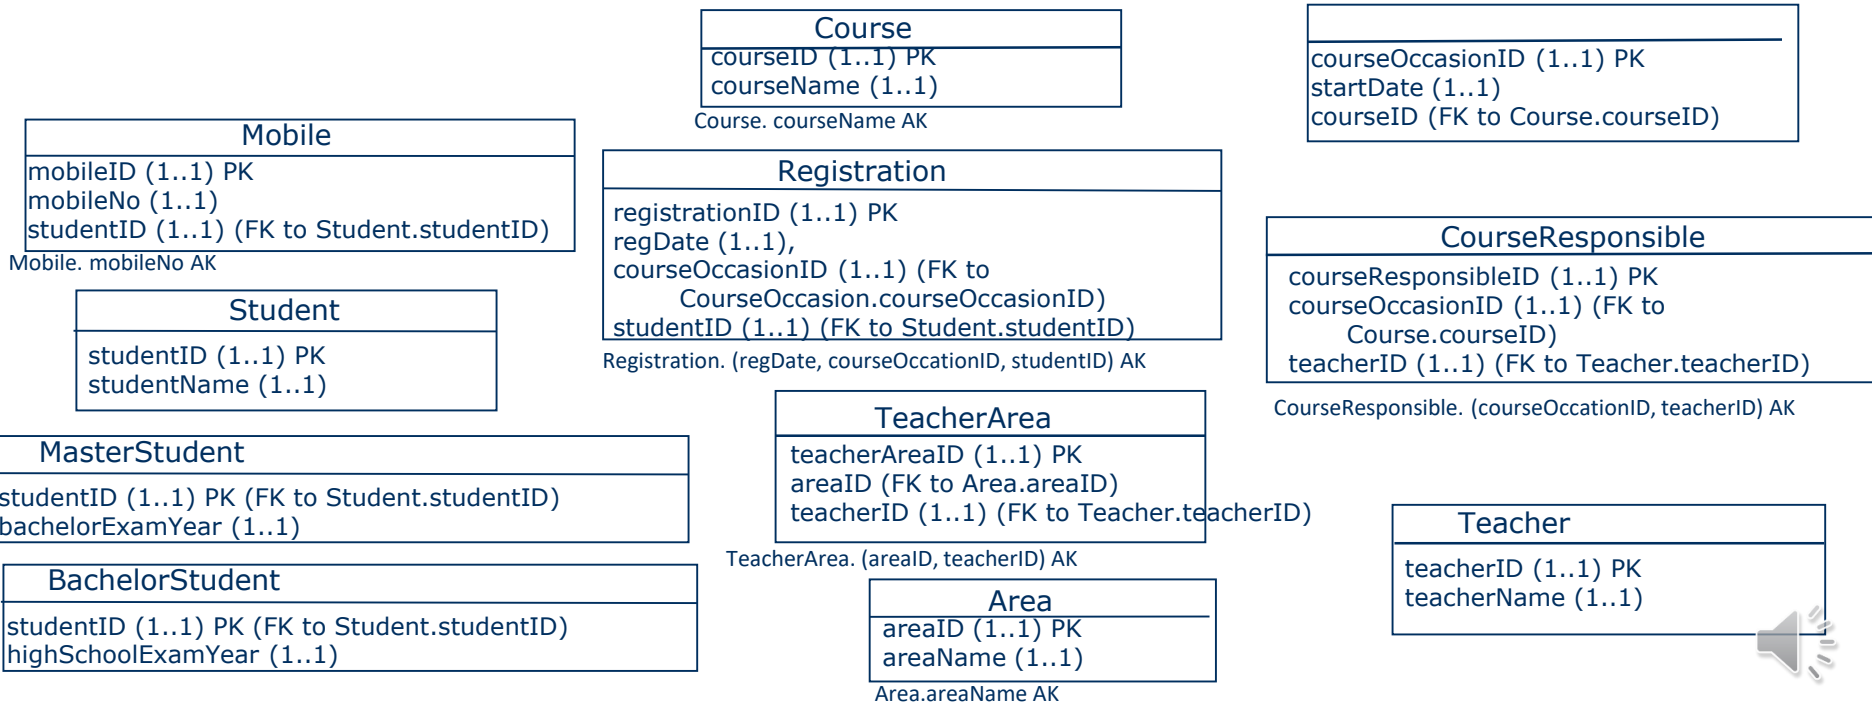 Course
courseID (1..1) PK
courseName (1..1)
Course. courseName AK
courseOccasionID (1..1) PK
startDate (1..1)
courseID (FK to Course.courseID)
Mobile
mobileID (1..1) PK
mobileNo (1..1)
studentID (1..1) (FK to Student.studentID)
Mobile. mobileNo AK
Registration
registrationID (1..1) PK
regDate (1..1),
courseOccasionID (1..1) (FK to
CourseOccasion.courseOccasionID)
studentID (1..1) (FK to Student.studentID)
Registration. (regDate, courseOccationID, studentID) AK
CourseResponsible
courseResponsibleID (1..1) PK
courseOccasionID (1..1) (FK to
Course.courseID)
teacherID (1..1) (FK to Teacher.teacherID)
CourseResponsible. (courseOccationID, teacherID) AK
Student
studentID (1..1) PK
studentName (1..1)
MasterStudent
studentID (1..1) PK (FK to Student.studentID)
bachelorExamYear (1..1)
TeacherArea
teacherAreaID (1..1) PK
areaID (FK to Area.areaID)
teacherID (1..1) (FK to Teacher.teacherID)
TeacherArea. (areaID, teacherID) AK
Teacher
teacherID (1..1) PK
teacherName (1..1)
BachelorStudent
studentID (1..1) PK (FK to Student.studentID)
highSchoolExamYear (1..1)
Area
areaID (1..1) PK
areaName (1..1)
Area.areaName AK